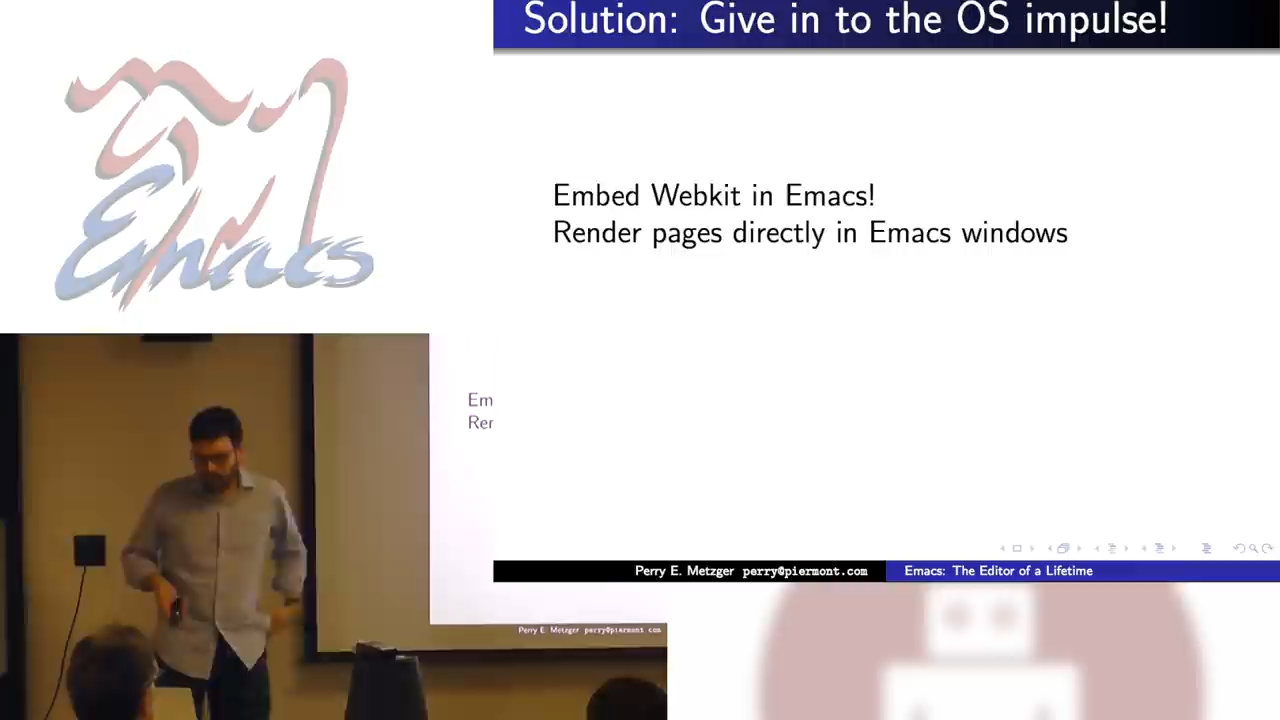 Solution: Give in to the OS impulse!
Emacs
Embed Webkit in Emacs!
Render pages directly in Emacs windows
Em
Rer
Perry E. Metzger perry@piermont.com
Emacs: The Editor of a Lifetime
Perry E. Metzger perry@piermont.com